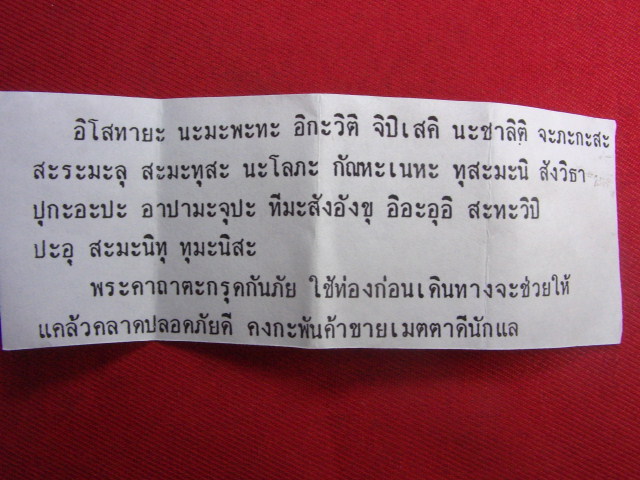 อิโสทายะ นะมะพะทะ อิกะวิติ จิปิเสคิ นะชาลิติ จะภะกะสะ
สะระมะลุ สะมะทุสะ นะโลภะ กัณหะเนหะ ทุสะมะนิ สังวิธา
ปุกะอะปะ อาปามะจุปะ ทีมะสังอังขุ อิอะอุอิ สะทะวิปิ
ปะอุ สะมะนิทุ ทุมะนิสะ
พระคาถาตะกรุดกันภัย ใช้ท่องก่อนเดินทางจะช่วยให้
แคล้วคลาดปลอดภัยดี คงกะพันค้าขายเมตตาดีนักแล